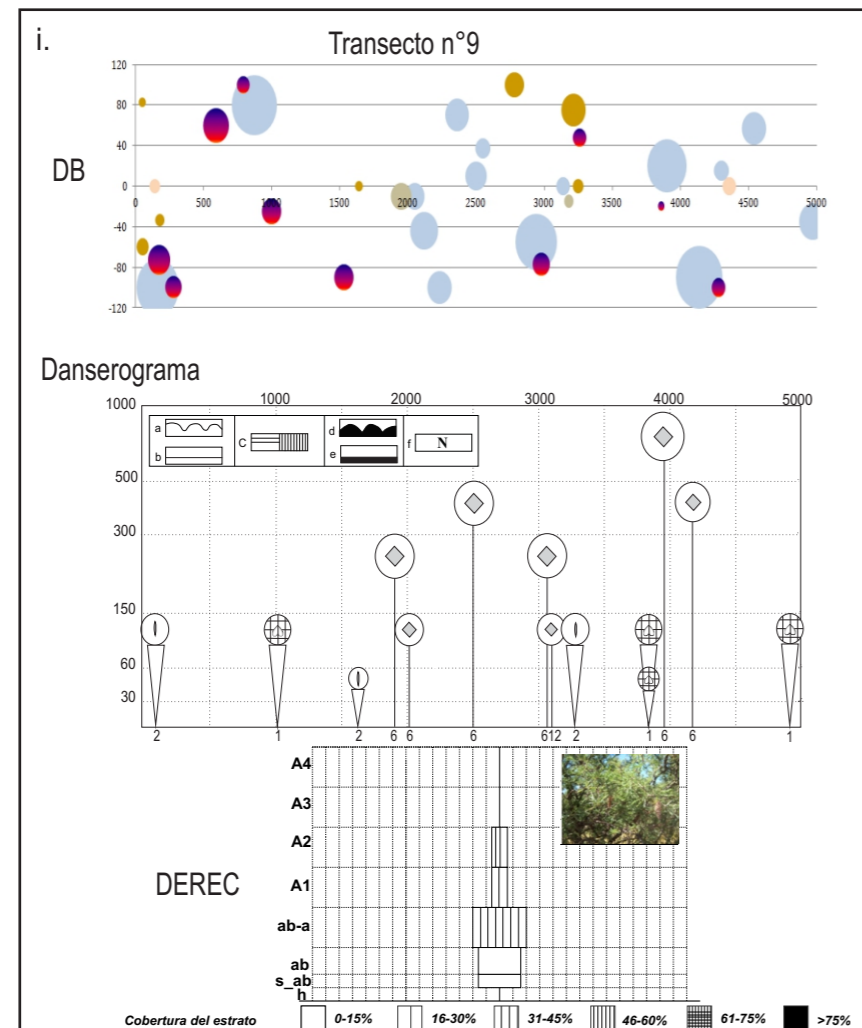 i.
Transecto n°9
120
80
40
DB
0
0 500 1000 1500 2000 2500 3000 3500 4000 4500 5000
-40
-80
-120
Danserograma
1000 2000 3000 4000 5000
1000
a C d f N
b e
500
300
150
60
30
2 1 2 6 6 6 6 12 2 1 6 6 1
A4
A3
A2
DEREC
A1
ab-a
ab
s_ab
h
Cobertura del estrato 0-15% 16-30% 31-45% 46-60% 61-75% >75%